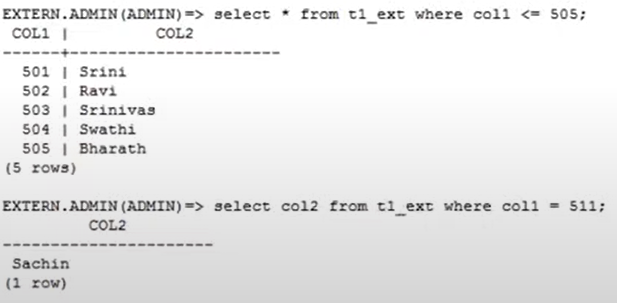 EXTERN.ADMIN(ADMIN)=> select * from t1_ext where col1 <= 505;
COL1 | COL2
------+----------------------
501 | Srini
502 | Ravi
503 | Srinivas
504 | Swathi
505 | Bharath
(5 rows)
EXTERN.ADMIN(ADMIN)=> select col2 from t1_ext where col1 = 511;
COL2
----------------------
Sachin
(1 row)